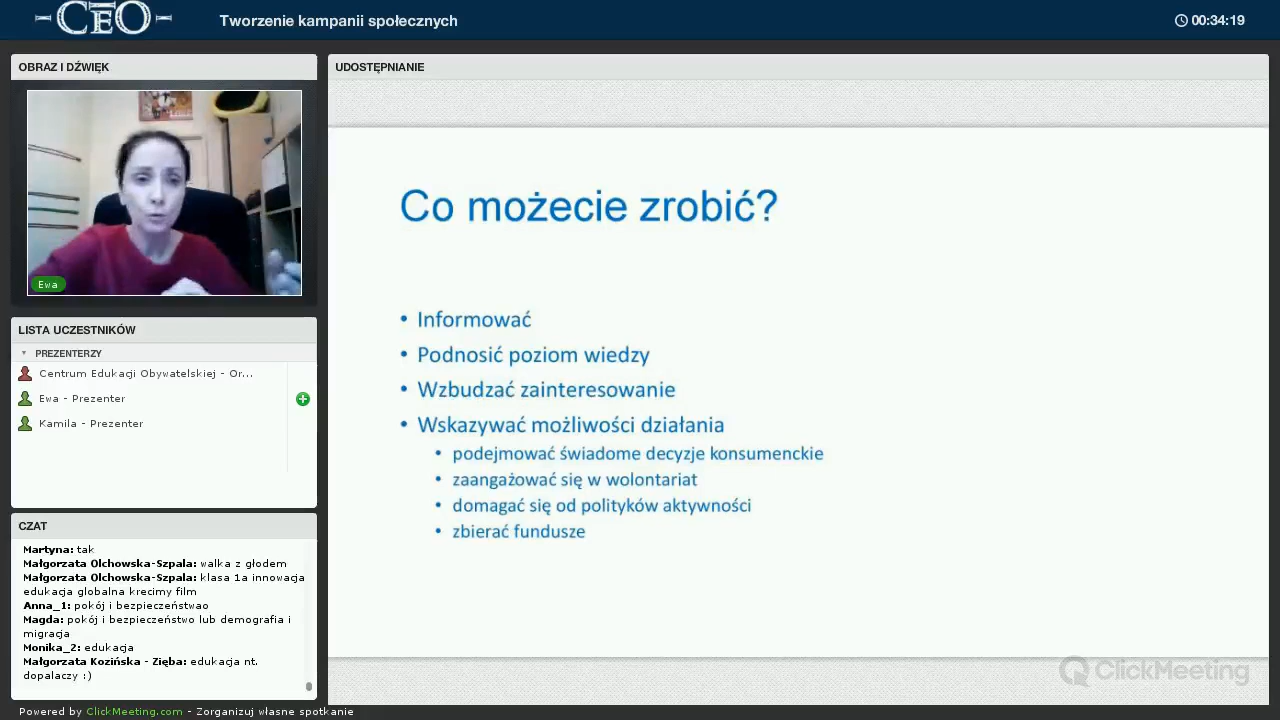 CEO
Tworzenie kampanii społecznych
00:34:19
OBRAZ I DŹWIĘK
Ewa
LISTA UCZESTNIKÓW
PREZENTERZY
Centrum Edukacji Obywatelskiej - Or...
Ewa - Prezenter
Kamila - Prezenter
CZAT
Martyna: tak
Małgorzata Olchowska-Szpala: walka z głodem
Małgorzata Olchowska-Szpala: klasa 1a innowacja
edukacja globalna krecimy film
Anna_1: pokój i bezpieczeństwao
Magda: pokój i bezpieczeństwo lub demografia i
migracja
Monika_2: edukacja
Małgorzata Kozińska - Zięba: edukacja nt.
dopalaczy :)
UDOSTĘPNIANIE
Co możecie zrobić?
• Informować
• Podnosić poziom wiedzy
• Wzbudzać zainteresowanie
• Wskazywać możliwości działania
• podejmować świadome decyzje konsumenckie
• zaangażować się w wolontariat
• domagać się od polityków aktywności
• zbierać fundusze
ClickMeeting
Powered by ClickMeeting.com - Zorganizuj własne spotkanie